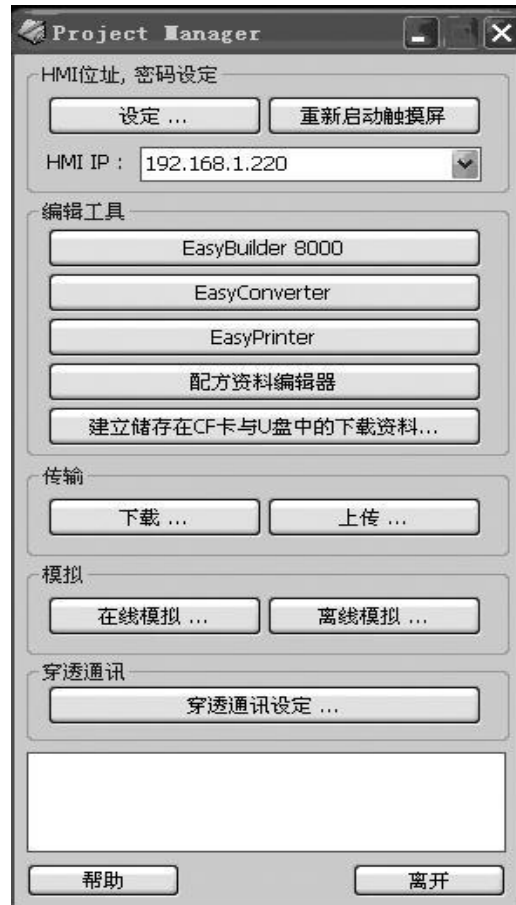 Project Manager
HMI位址, 密码设定
设定 ... 重新启动触摸屏
HMI IP : 192.168.1.220
编辑工具
EasyBuilder 8000
EasyConverter
EasyPrinter
配方资料编辑器
建立储存在CF卡与U盘中的下载资料...
传输
下载 ... 上传 ...
模拟
在线模拟 ... 离线模拟 ...
穿透通讯
穿透通讯设定 ...
帮助 离开